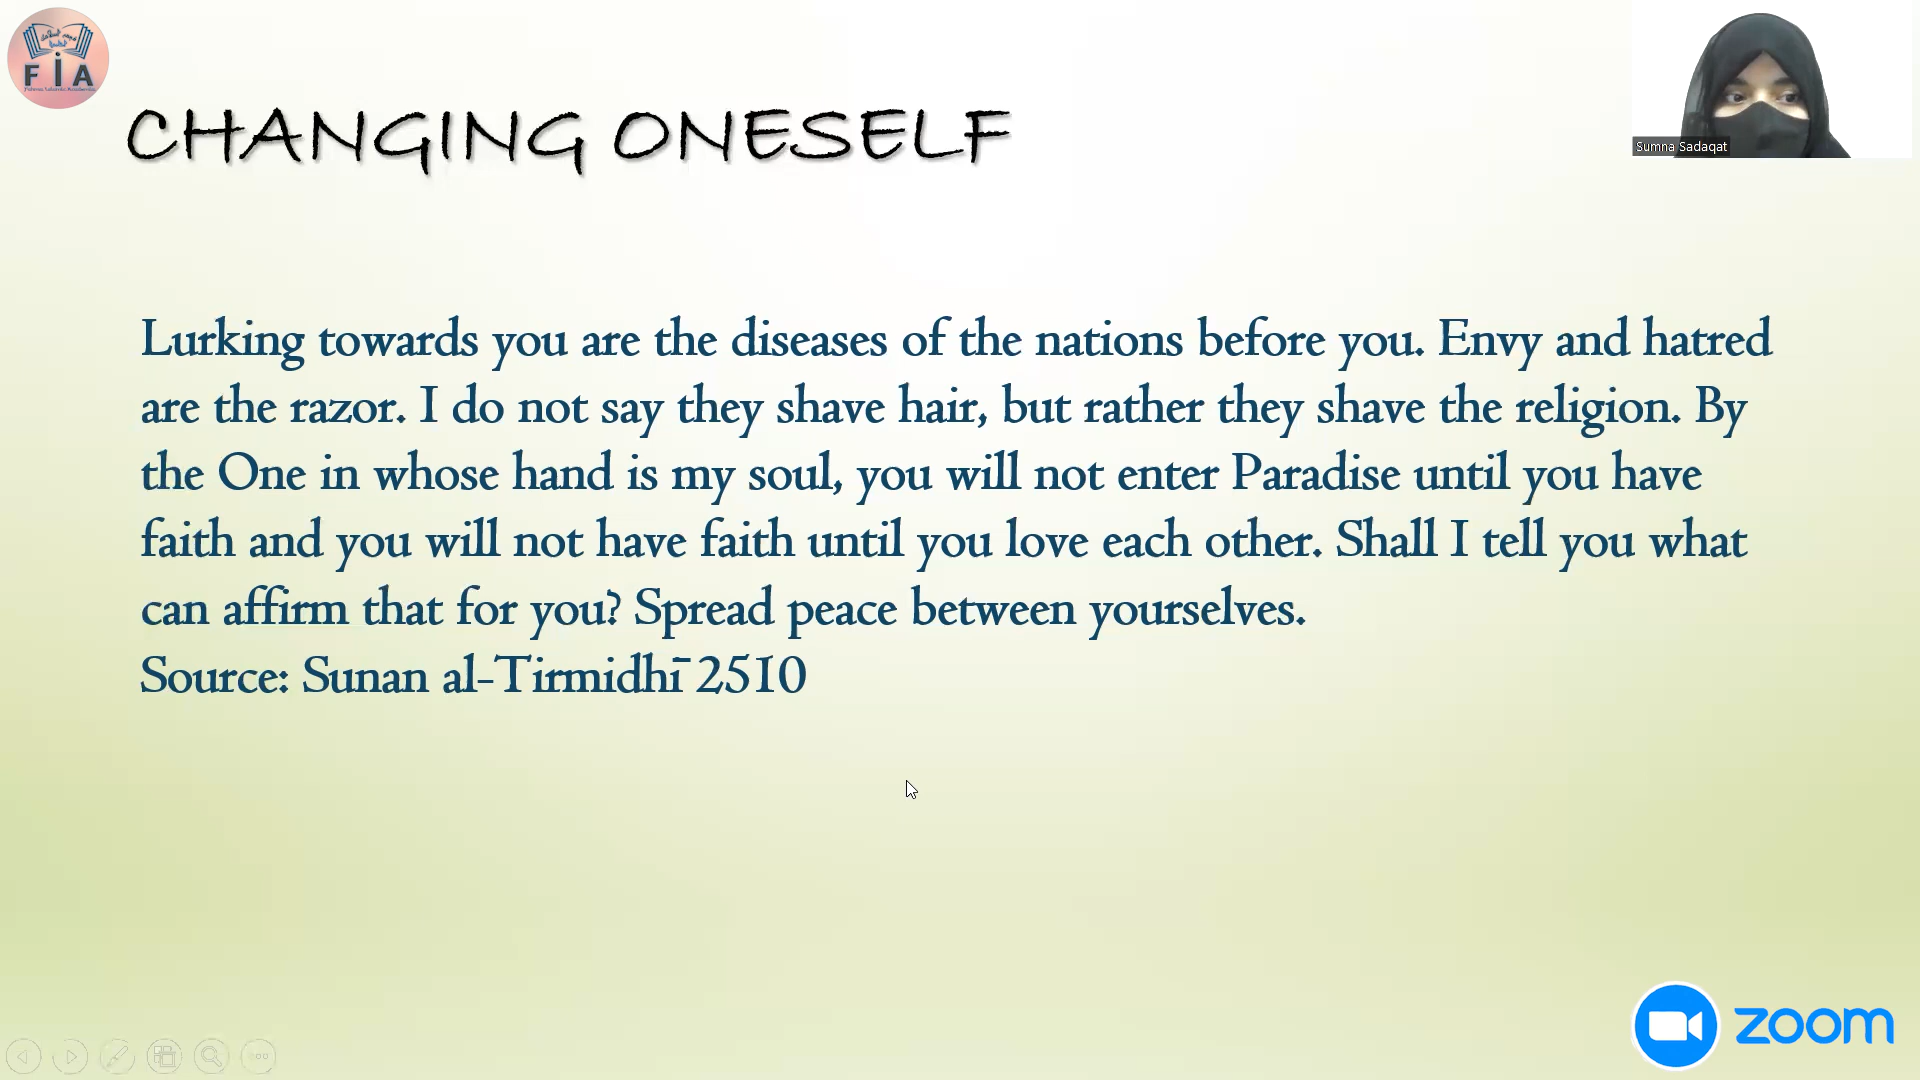 FiA
CHANGING ONESELF
Sumna Sadaqat
Lurking towards you are the diseases of the nations before you. Envy and hatred
are the razor. I do not say they shave hair, but rather they shave the religion. By
the One in whose hand is my soul, you will not enter Paradise until you have
faith and you will not have faith until you love each other. Shall I tell you what
can affirm that for you? Spread peace between yourselves.
Source: Sunan al-Tirmidhī 2510
zoom